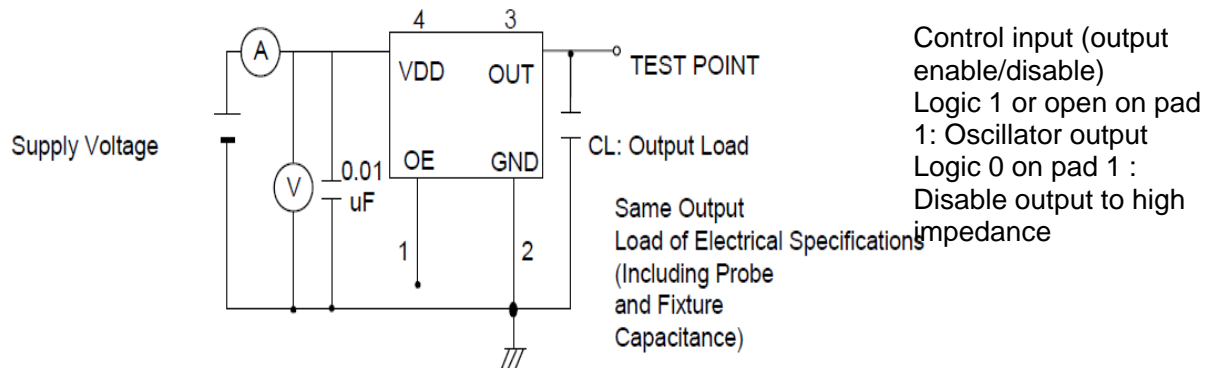 4
3
A
VDD
OUT
TEST POINT
Supply Voltage
V
0.01
uF
OE
GND
CL: Output Load
1
2
Same Output
Load of Electrical Specifications
(Including Probe
and Fixture
Capacitance)
Control input (output
enable/disable)
Logic 1 or open on pad
1: Oscillator output
Logic 0 on pad 1 :
Disable output to high
impedance